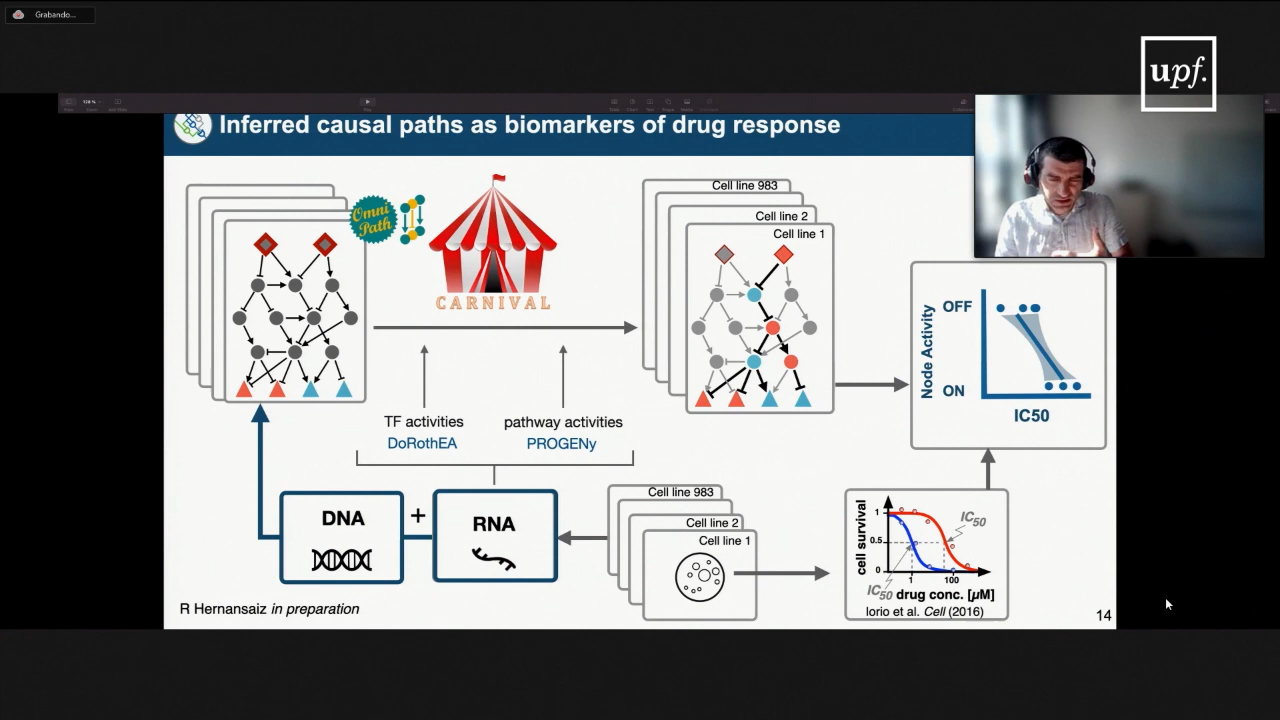 Grabando...
upf.
128 %
Inferred causal paths as biomarkers of drug response
Omni
Path
CARNIVAL
Cell line 983
Cell line 2
Cell line 1
Node Activity
OFF
ON
IC50
TF activities
DoRothEA
pathway activities
PROGENy
DNA
+
RNA
Cell line 983
Cell line 2
Cell line 1
cell survival
1
0.5
0
IC50
IC50
1
100
drug conc. [µM]
Iorio et al. Cell (2016)
R Hernansaiz in preparation
14